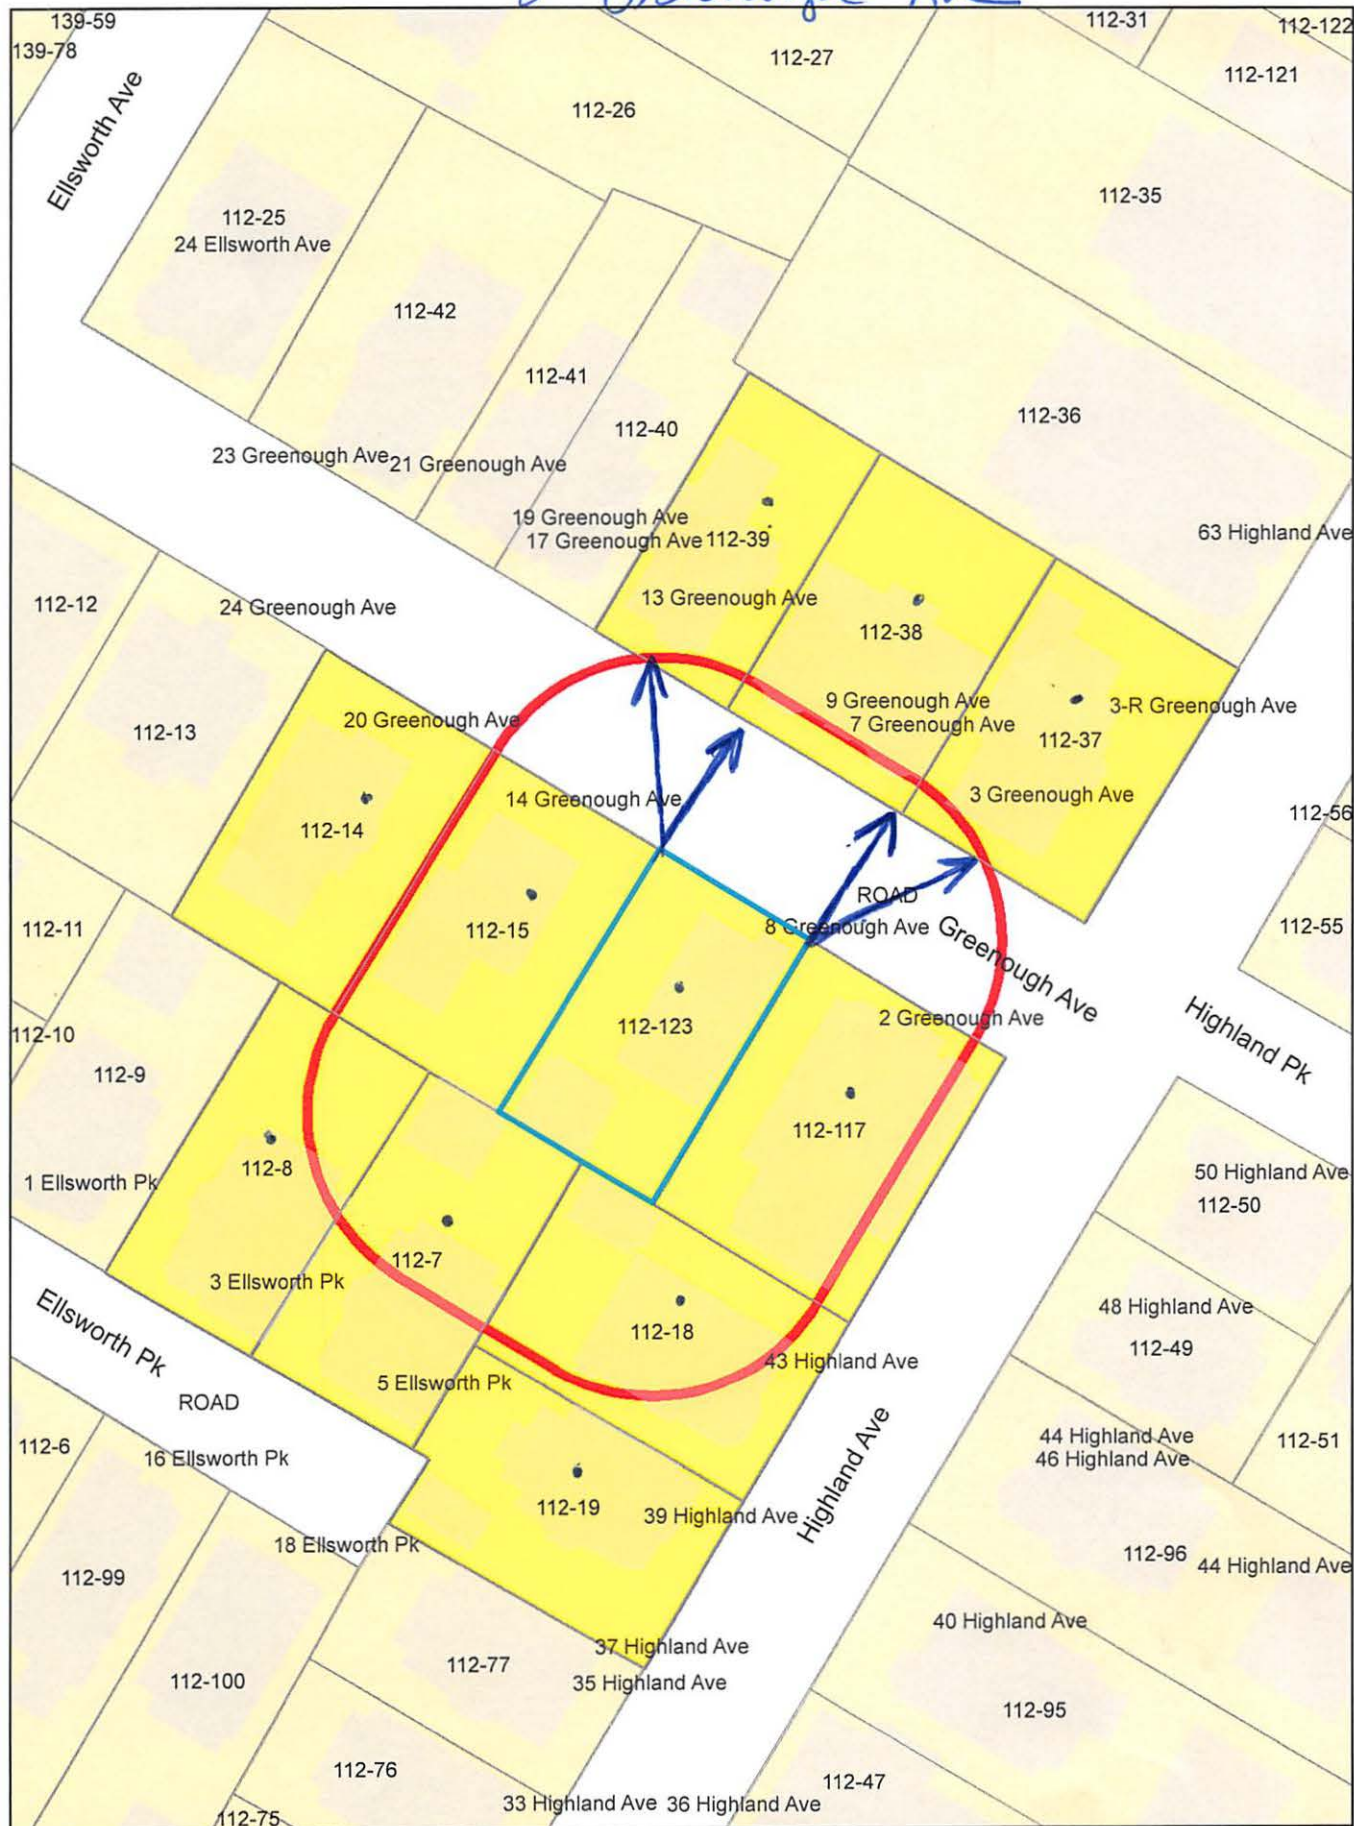 Greenough Ave
139-59
112-31
112-122
139-78
112-27
112-121
112-26
Ellsworth Ave
112-35
112-25
24 Ellsworth Ave
112-42
112-41
112-36
112-40
23 Greenough Ave
21 Greenough Ave
19 Greenough Ave
17 Greenough Ave
112-39
63 Highland Ave
13 Greenough Ave
112-12
24 Greenough Ave
112-38
9 Greenough Ave
3-R Greenough Ave
20 Greenough Ave
7 Greenough Ave
112-13
112-37
14 Greenough Ave
3 Greenough Ave
112-56
112-14
ROAD
112-11
112-15
8 Greenough Ave
Greenough Ave
112-55
112-123
2 Greenough Ave
112-10
Highland Pk
112-9
112-117
112-8
50 Highland Ave
1 Ellsworth Pk
112-50
112-7
3 Ellsworth Pk
48 Highland Ave
Ellsworth Pk
112-18
112-49
43 Highland Ave
5 Ellsworth Pk
ROAD
Highland Ave
44 Highland Ave
112-6
112-51
16 Ellsworth Pk
46 Highland Ave
112-19
39 Highland Ave
18 Ellsworth Pk
112-96
44 Highland Ave
112-99
40 Highland Ave
37 Highland Ave
112-77
112-100
35 Highland Ave
112-95
112-76
112-47
33 Highland Ave
36 Highland Ave
112-75